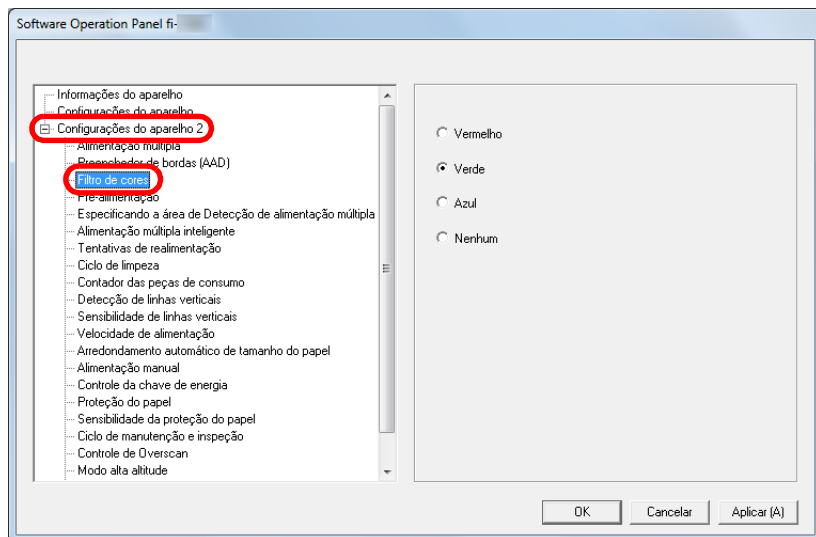 Software Operation Panel fi-
Informações do aparelho
Configurações do aparelho
Configurações do aparelho 2
Alimentação múltipla
Preenchedor de bordas (AAD)
Filtro de cores
Pré-alimentação
Especificando a área de Detecção de alimentação múltipla
Alimentação múltipla inteligente
Tentativas de realimentação
Ciclo de limpeza
Contador das peças de consumo
Detecção de linhas verticais
Sensibilidade de linhas verticais
Velocidade de alimentação
Arredondamento automático de tamanho do papel
Alimentação manual
Controle da chave de energia
Proteção do papel
Sensibilidade da proteção do papel
Ciclo de manutenção e inspeção
Controle de Overscan
Modo alta altitude
Vermelho
Verde
Azul
Nenhum
OK Cancelar Aplicar (A)